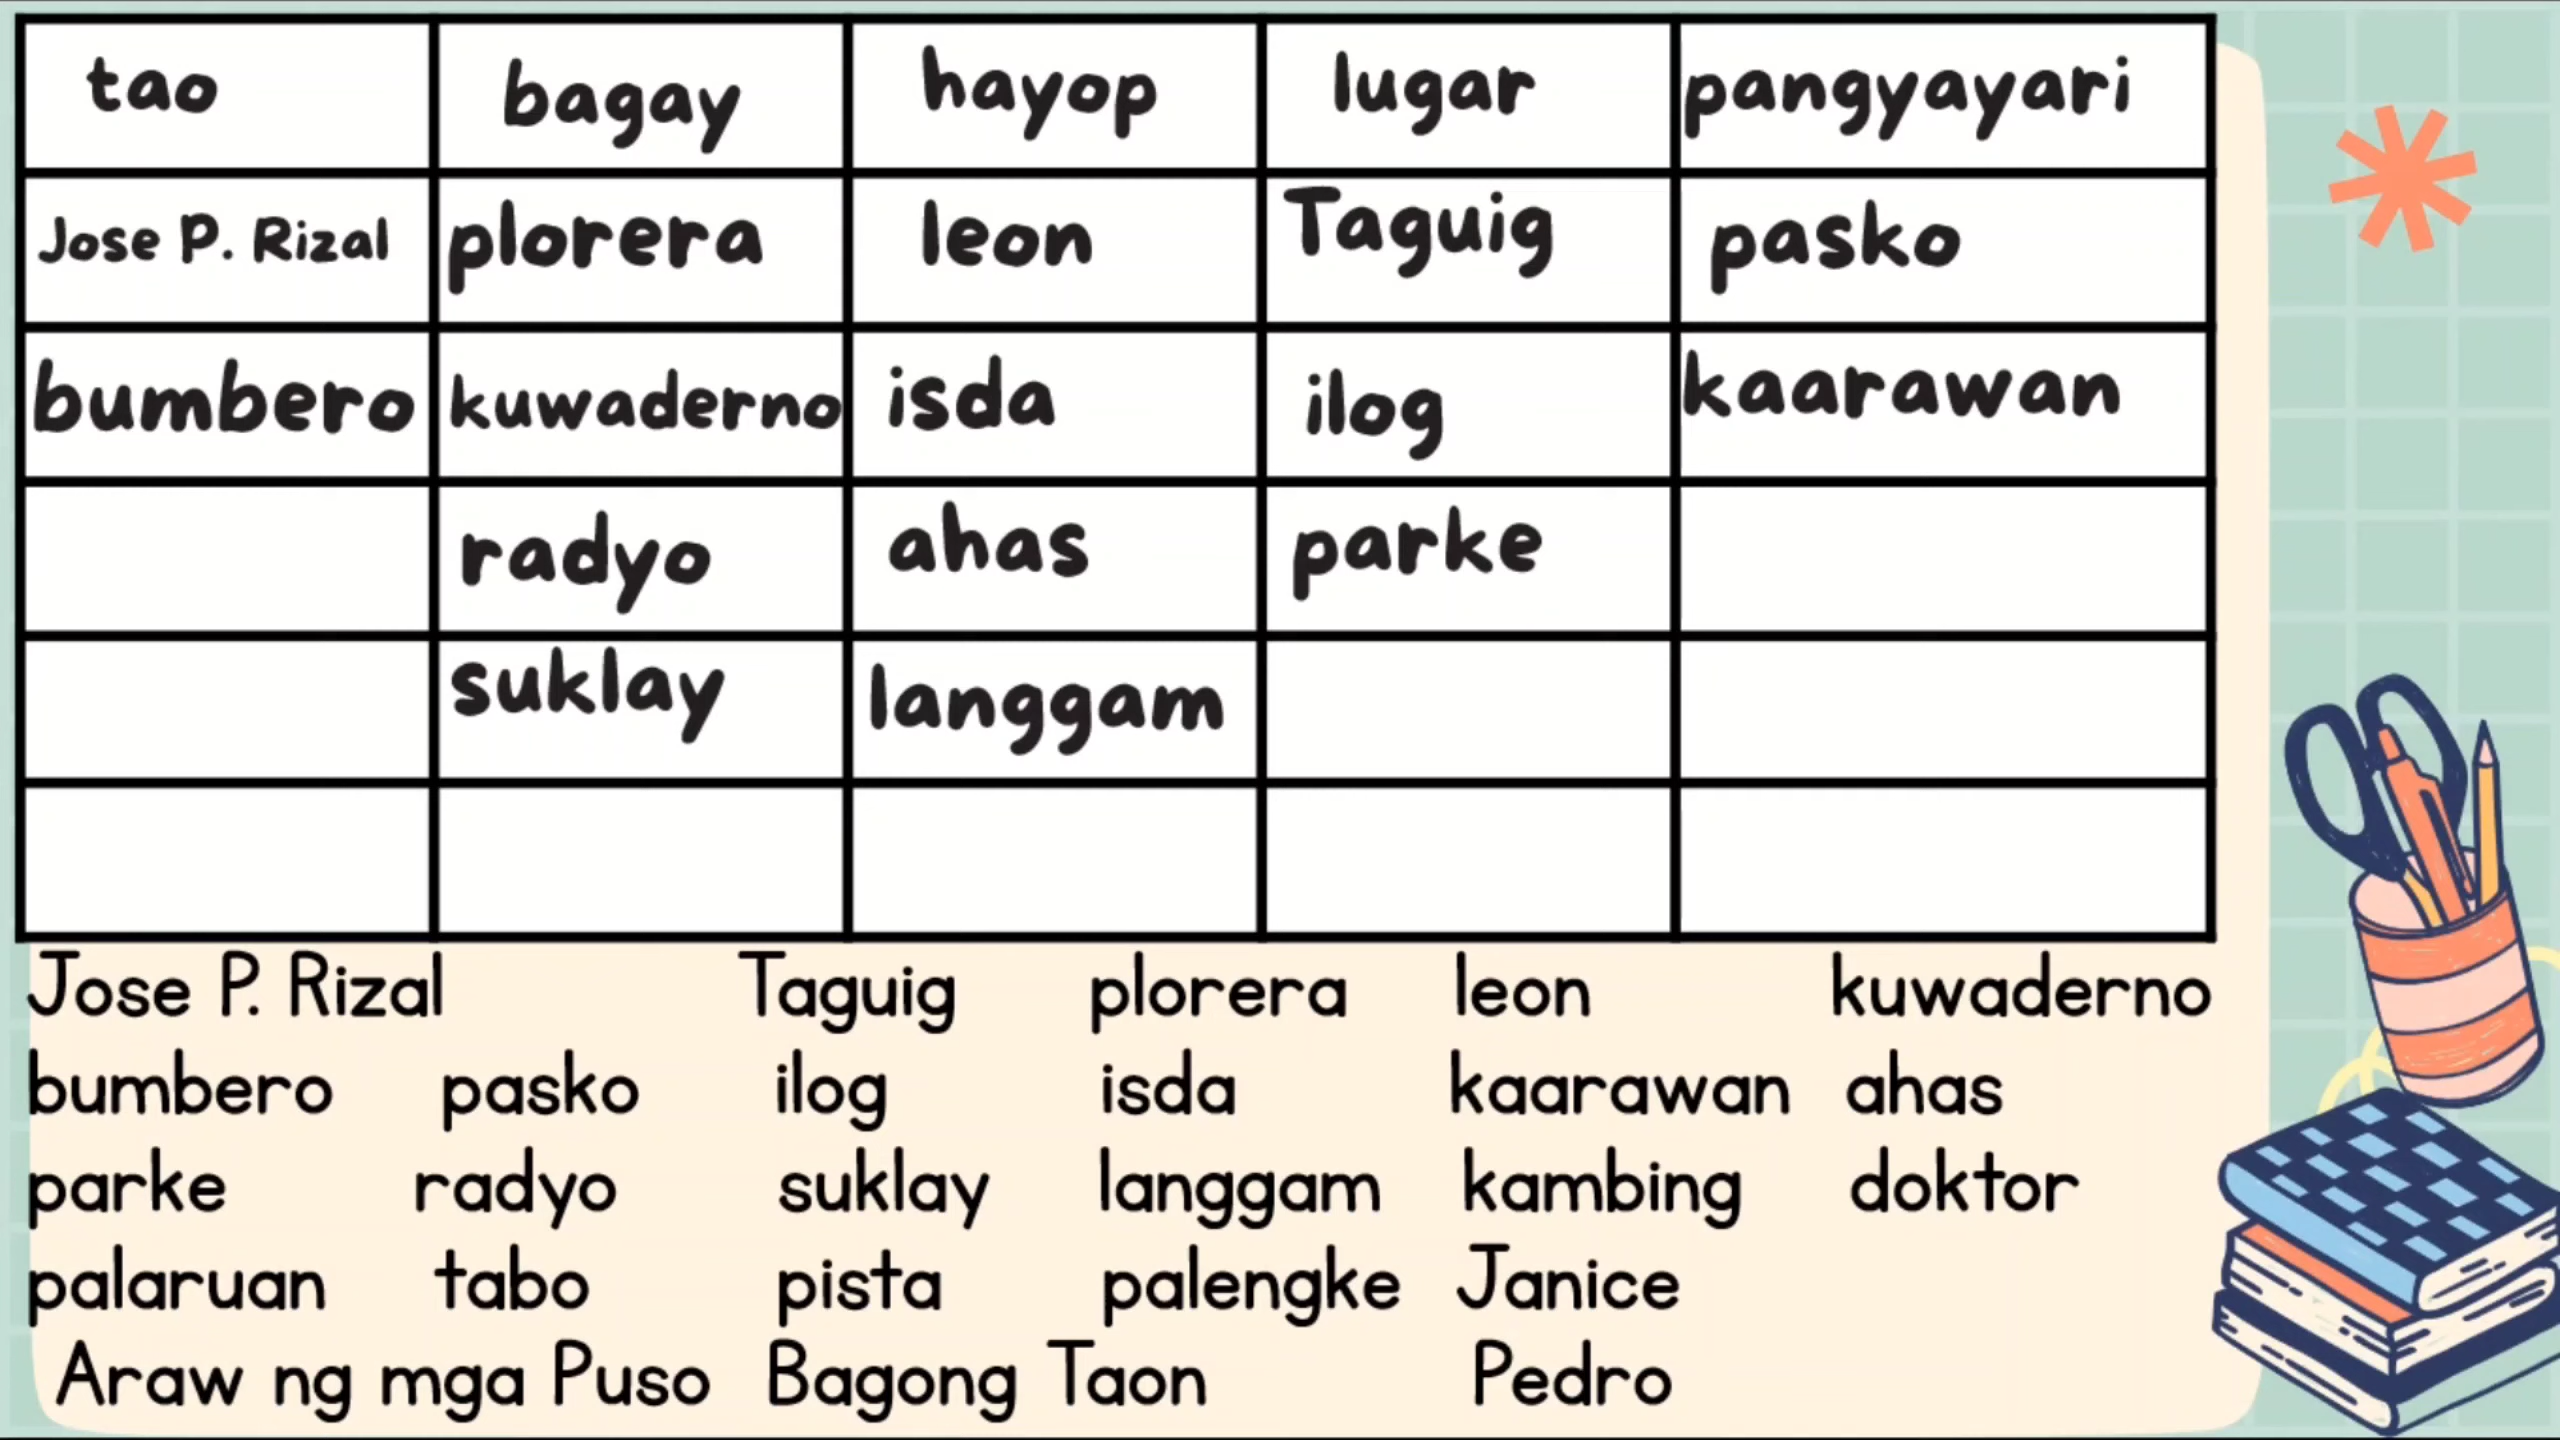 tao bagay hayop lugar pangyayari
Jose P. Rizal plorera leon Taguig pasko
bumbero kuwaderno isda ilog kaarawan
radyo ahas parke
suklay langgam
Jose P. Rizal Taguig plorera leon kuwaderno
bumbero pasko ilog isda kaarawan ahas
parke radyo suklay langgam kambing doktor
palaruan tabo pista palengke Janice
Araw ng mga Puso Bagong Taon Pedro